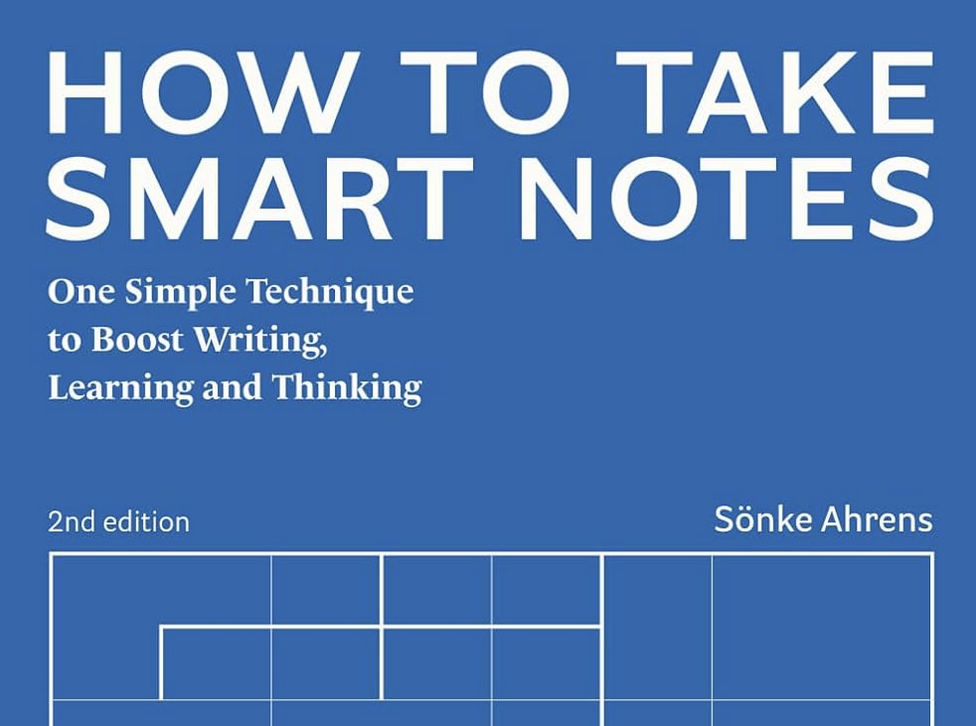 HOW TO TAKE
SMART NOTES
One Simple Technique
to Boost Writing,
Learning and Thinking
2nd edition
Sönke Ahrens